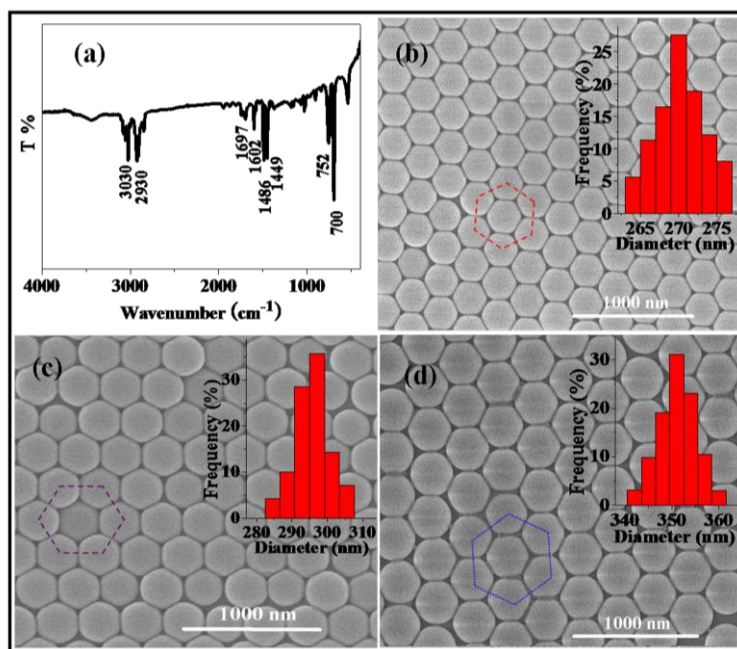 (a)
T %
3030
2930
1697
1602
1486
1449
752
700
4000 3000 2000 1000
Wavenumber (cm-1)
(b)
Frequency (%)
25
20
15
10
5
0
265 270 275
Diameter (nm)
1000 nm
(c)
Frequency (%)
30
20
10
0
280 290 300 310
Diameter (nm)
1000 nm
(d)
Frequency (%)
30
20
10
0
340 350 360
Diameter (nm)
1000 nm